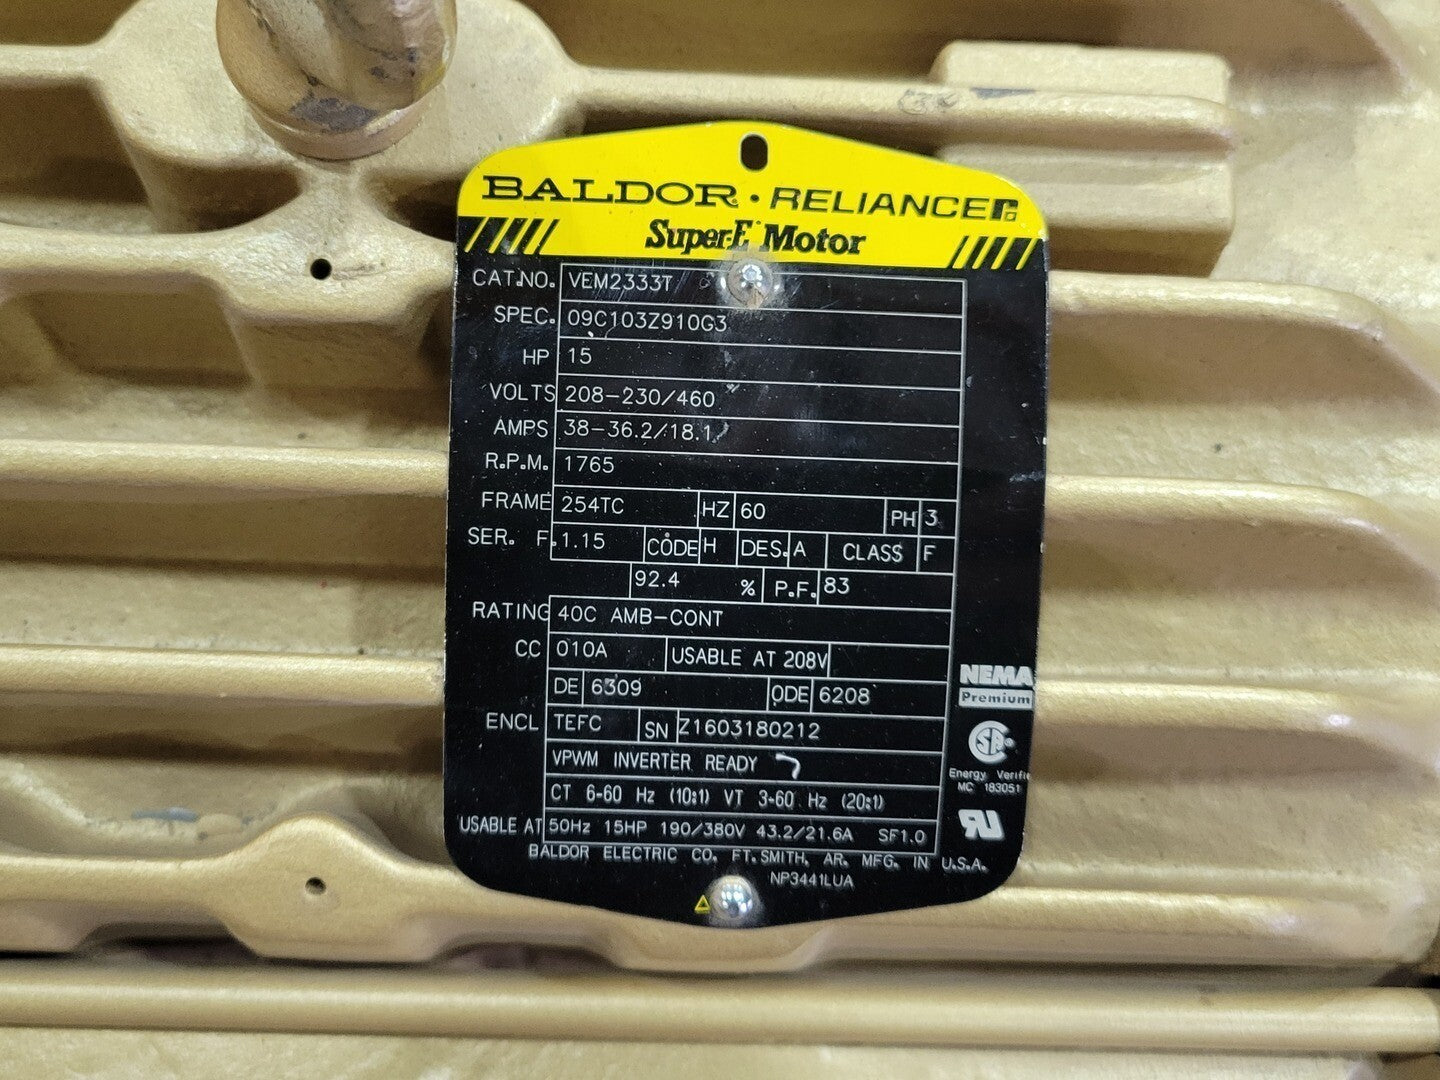 BALDOR · RELIANCE
Super-E Motor
CAT.NO. VEM2333T
SPEC. 09C103Z910G3
HP 15
VOLTS 208-230/460
AMPS 38-36.2/18.1
R.P.M. 1765
FRAME 254TC HZ 60 PH 3
SER. F. 1.15 CODE H DES. A CLASS F
92.4 % P.F. 83
RATING 40C AMB-CONT
CC 010A USABLE AT 208V
DE 6309 ODE 6208
NEMA
Premium
ENCL TEFC SN Z1603180212
VPWM INVERTER READY
SA
Energy Verifie
MC 183051
CT 6-60 Hz (10:1) VT 3-60 Hz (20:1)
USABLE AT 50Hz 15HP 190/380V 43.2/21.6A SF1.0
BALDOR ELECTRIC CO. FT.SMITH, AR. MFG. IN U.S.A.
NP3441LUA